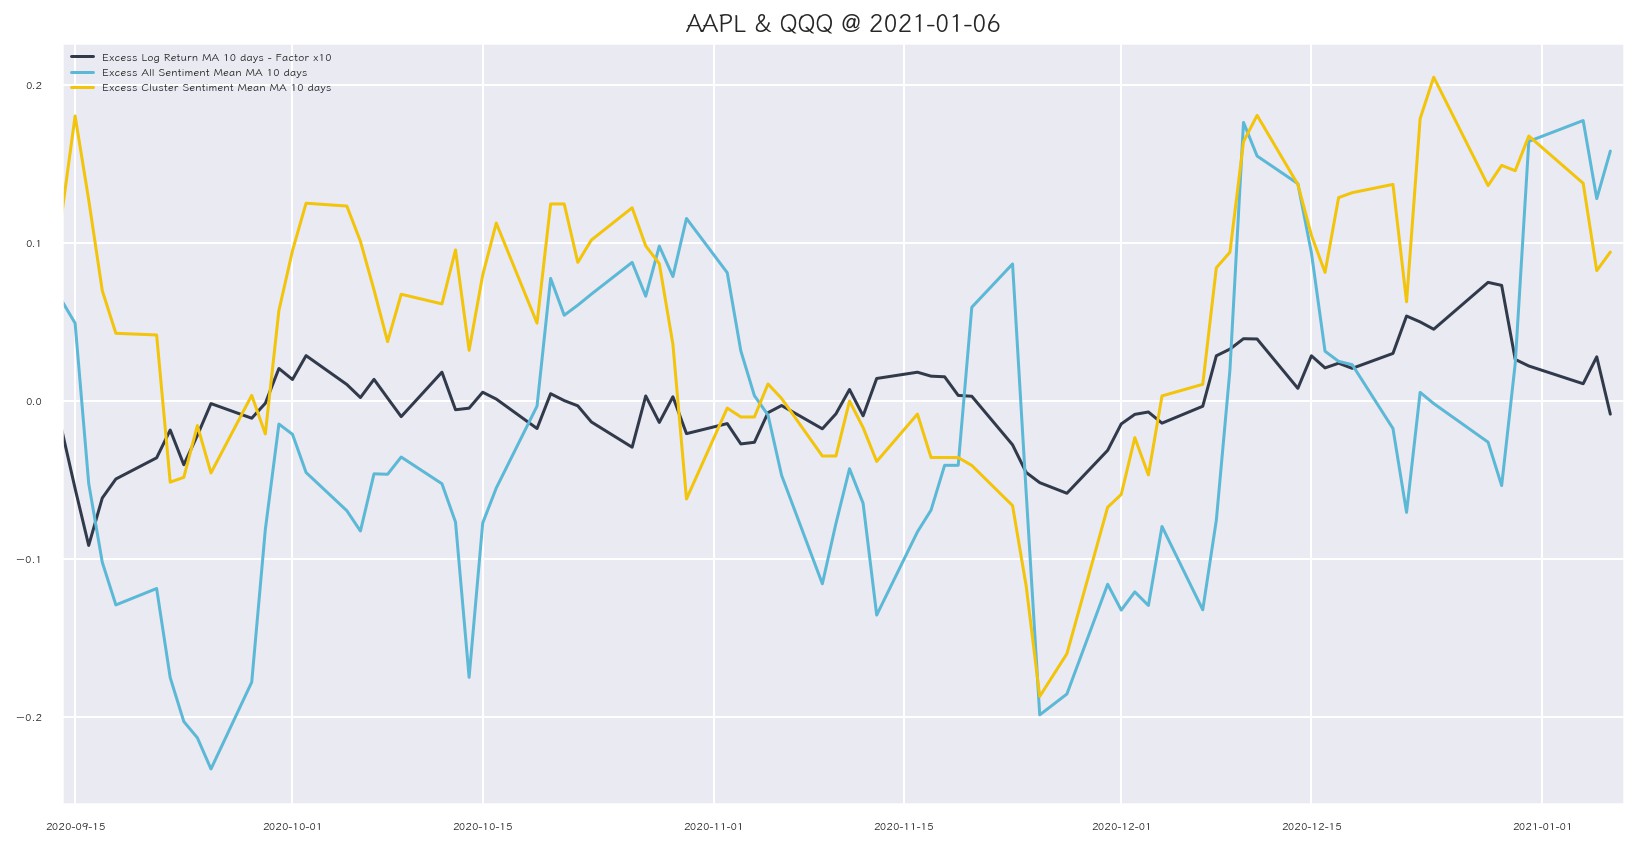 AAPL & QQQ @ 2021-01-06
Excess Log Return MA 10 days - Factor x10
Excess All Sentiment Mean MA 10 days
Excess Cluster Sentiment Mean MA 10 days
0.2
0.1
0.0
−0.1
−0.2
2020-09-15 2020-10-01 2020-10-15 2020-11-01 2020-11-15 2020-12-01 2020-12-15 2021-01-01